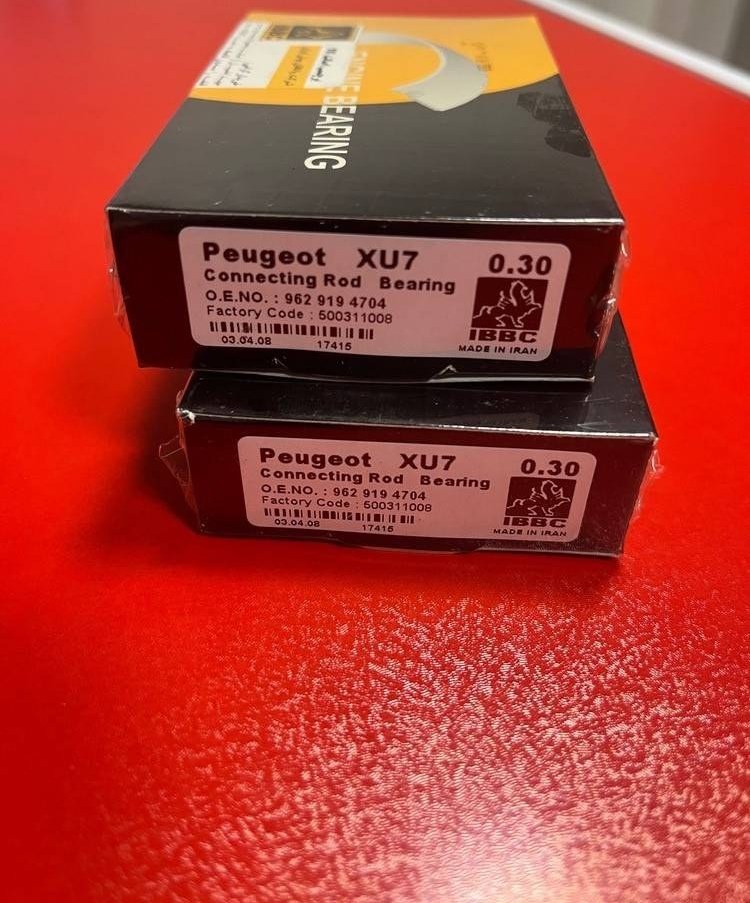 IBBC
BEARING
Peugeot XU7 0.30
Connecting Rod Bearing
O.E.NO. : 962 919 4704
Factory Code : 500311008
03.04.08 17415
IBBC
MADE IN IRAN
Peugeot XU7 0.30
Connecting Rod Bearing
O.E.NO. : 962 919 4704
Factory Code : 500311008
03.04.08 17415
IBBC
MADE IN IRAN